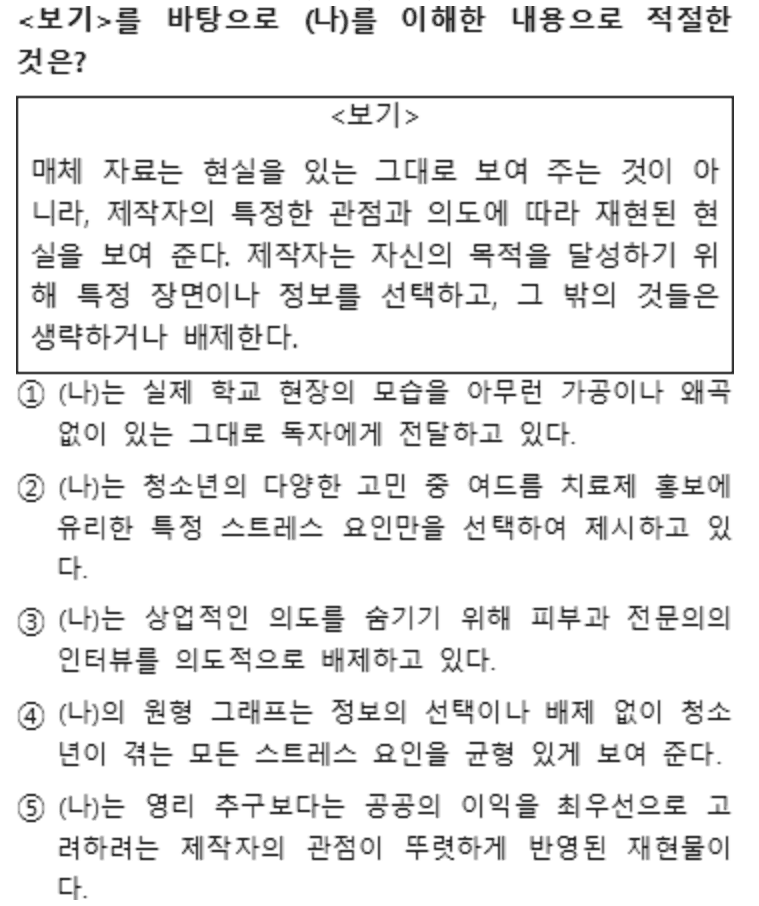 <보기>를 바탕으로 (나)를 이해한 내용으로 적절한
것은?
<보기>
매체 자료는 현실을 있는 그대로 보여 주는 것이 아
니라, 제작자의 특정한 관점과 의도에 따라 재현된 현
실을 보여 준다. 제작자는 자신의 목적을 달성하기 위
해 특정 장면이나 정보를 선택하고, 그 밖의 것들은
생략하거나 배제한다.
① (나)는 실제 학교 현장의 모습을 아무런 가공이나 왜곡
없이 있는 그대로 독자에게 전달하고 있다.
② (나)는 청소년의 다양한 고민 중 여드름 치료제 홍보에
유리한 특정 스트레스 요인만을 선택하여 제시하고 있
다.
③ (나)는 상업적인 의도를 숨기기 위해 피부과 전문의의
인터뷰를 의도적으로 배제하고 있다.
④ (나)의 원형 그래프는 정보의 선택이나 배제 없이 청소
년이 겪는 모든 스트레스 요인을 균형 있게 보여 준다.
⑤ (나)는 영리 추구보다는 공공의 이익을 최우선으로 고
려하려는 제작자의 관점이 뚜렷하게 반영된 재현물이
다.